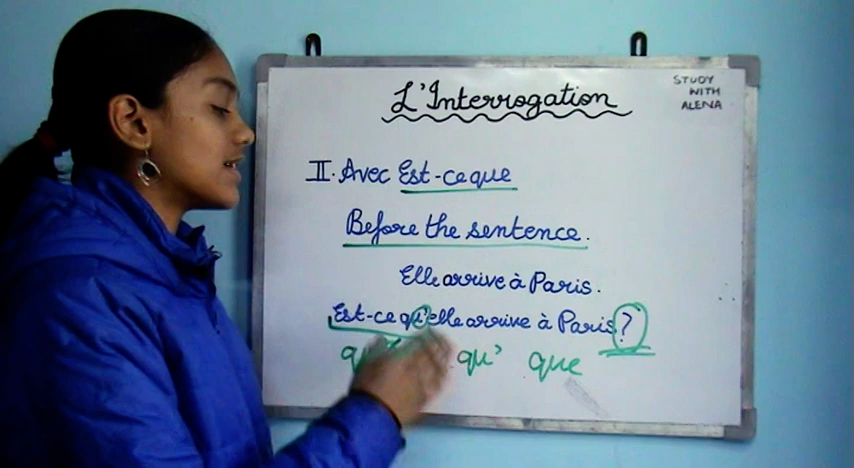 L'Interrogation
STUDY
WITH
ALENA
II. Avec Est-ce que
Before the sentence.
Elle arrive à Paris.
Est-ce qu'elle arrive à Paris?
qu' que